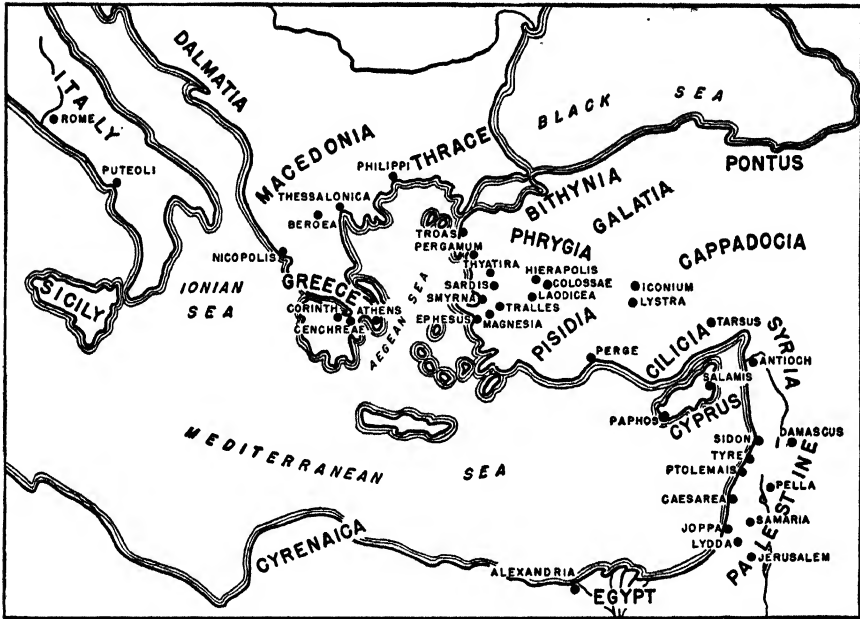 ITALY
ROME
DALMATIA
BLACK SEA
PUTEOLI
MACEDONIA
PHILIPPI
THRACE
PONTUS
BITHYNIA
GALATIA
THESSALONICA
BEROEA
TROAS
PERGAMUM
PHRYGIA
CAPPADOCIA
NICOPOLIS
THYATIRA
HIERAPOLIS
SICILY
IONIAN
SEA
GREECE
SARDIS
COLOSSAE
ICONIUM
SMYRNA
LAODICEA
LYSTRA
CORINTH
ATHENS
CENCHREAE
AEGEAN SEA
TRALLES
EPHESUS
MAGNESIA
PISIDIA
TARSUS
PERGE
CILICIA
SYRIA
ANTIOCH
SALAMIS
PAPHOS
CYPRUS
MEDITERRANEAN SEA
SIDON
DAMASCUS
TYRE
PTOLEMAIS
PELLA
CAESAREA
PALESTINE
SAMARIA
JOPPA
LYDDA
JERUSALEM
CYRENAICA
ALEXANDRIA
EGYPT